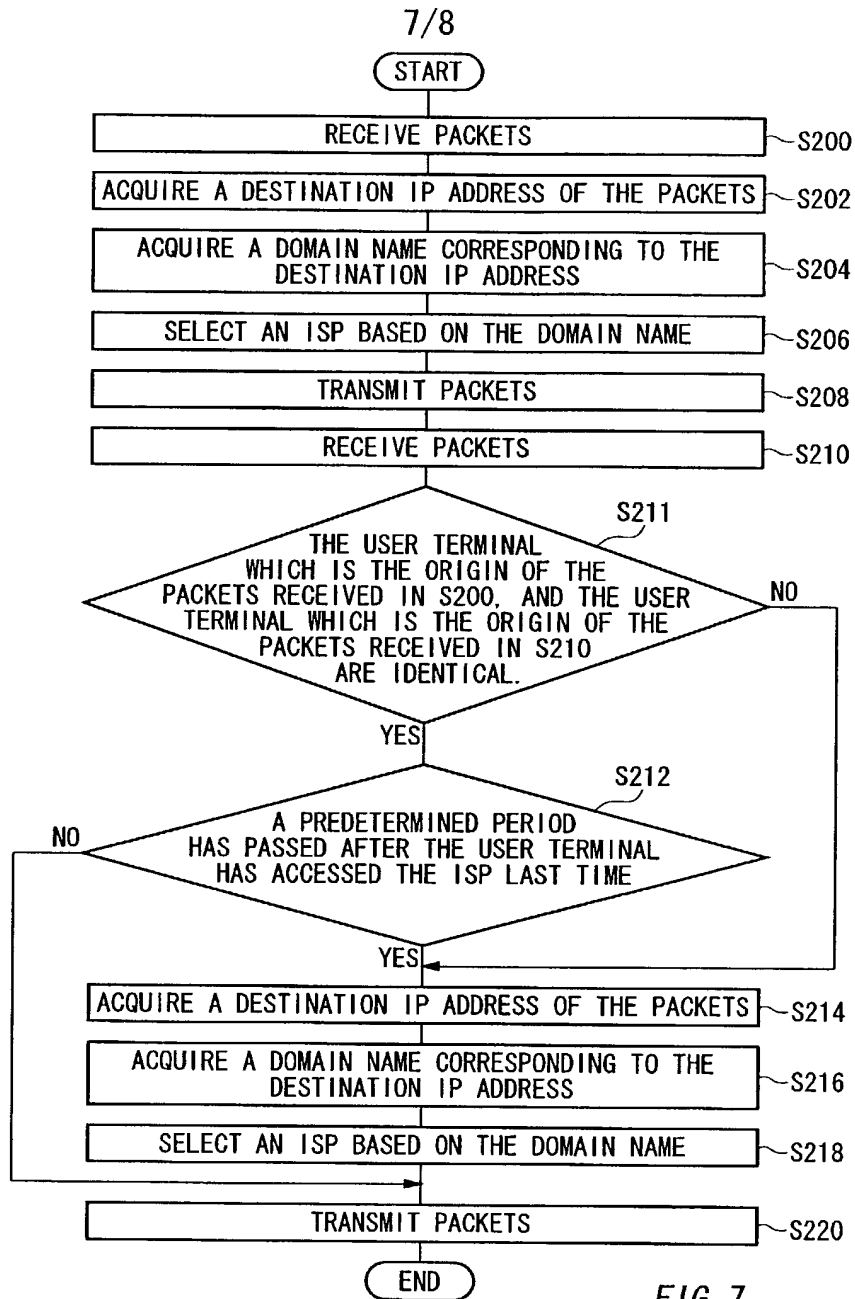 7/8
START
RECEIVE PACKETS
S200
ACQUIRE A DESTINATION IP ADDRESS OF THE PACKETS
S202
ACQUIRE A DOMAIN NAME CORRESPONDING TO THE
DESTINATION IP ADDRESS
S204
SELECT AN ISP BASED ON THE DOMAIN NAME
S206
TRANSMIT PACKETS
S208
RECEIVE PACKETS
S210
S211
THE USER TERMINAL
WHICH IS THE ORIGIN OF THE
PACKETS RECEIVED IN S200, AND THE USER
TERMINAL WHICH IS THE ORIGIN OF THE
PACKETS RECEIVED IN S210
ARE IDENTICAL.
NO
YES
S212
A PREDETERMINED PERIOD
HAS PASSED AFTER THE USER TERMINAL
HAS ACCESSED THE ISP LAST TIME
NO
YES
ACQUIRE A DESTINATION IP ADDRESS OF THE PACKETS
S214
ACQUIRE A DOMAIN NAME CORRESPONDING TO THE
DESTINATION IP ADDRESS
S216
SELECT AN ISP BASED ON THE DOMAIN NAME
S218
TRANSMIT PACKETS
S220
END